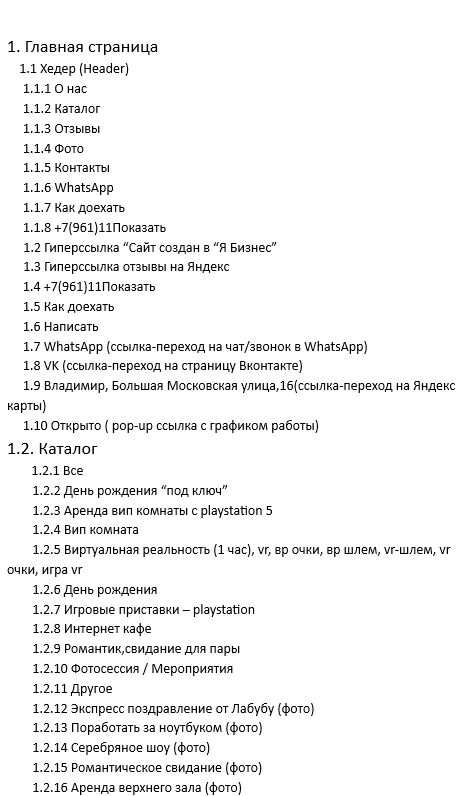 1. Главная страница
1.1 Хедер (Header)
1.1.1 О нас
1.1.2 Каталог
1.1.3 Отзывы
1.1.4 Фото
1.1.5 Контакты
1.1.6 WhatsApp
1.1.7 Как доехать
1.1.8 +7(961)11Показать
1.2 Гиперссылка “Сайт создан в “Я Бизнес”
1.3 Гиперссылка отзывы на Яндекс
1.4 +7(961)11Показать
1.5 Как доехать
1.6 Написать
1.7 WhatsApp (ссылка-переход на чат/звонок в WhatsApp)
1.8 VK (ссылка-переход на страницу Вконтакте)
1.9 Владимир, Большая Московская улица,16(ссылка-переход на Яндекс
карты)
1.10 Открыто ( pop-up ссылка с графиком работы)
1.2. Каталог
1.2.1 Все
1.2.2 День рождения “под ключ”
1.2.3 Аренда вип комнаты с playstation 5
1.2.4 Вип комната
1.2.5 Виртуальная реальность (1 час), vr, вр очки, вр шлем, vr-шлем, vr
очки, игра vr
1.2.6 День рождения
1.2.7 Игровые приставки – playstation
1.2.8 Интернет кафе
1.2.9 Романтик,свидание для пары
1.2.10 Фотосессия / Мероприятия
1.2.11 Другое
1.2.12 Экспресс поздравление от Лабубу (фото)
1.2.13 Поработать за ноутбуком (фото)
1.2.14 Серебряное шоу (фото)
1.2.15 Романтическое свидание (фото)
1.2.16 Аренда верхнего зала (фото)